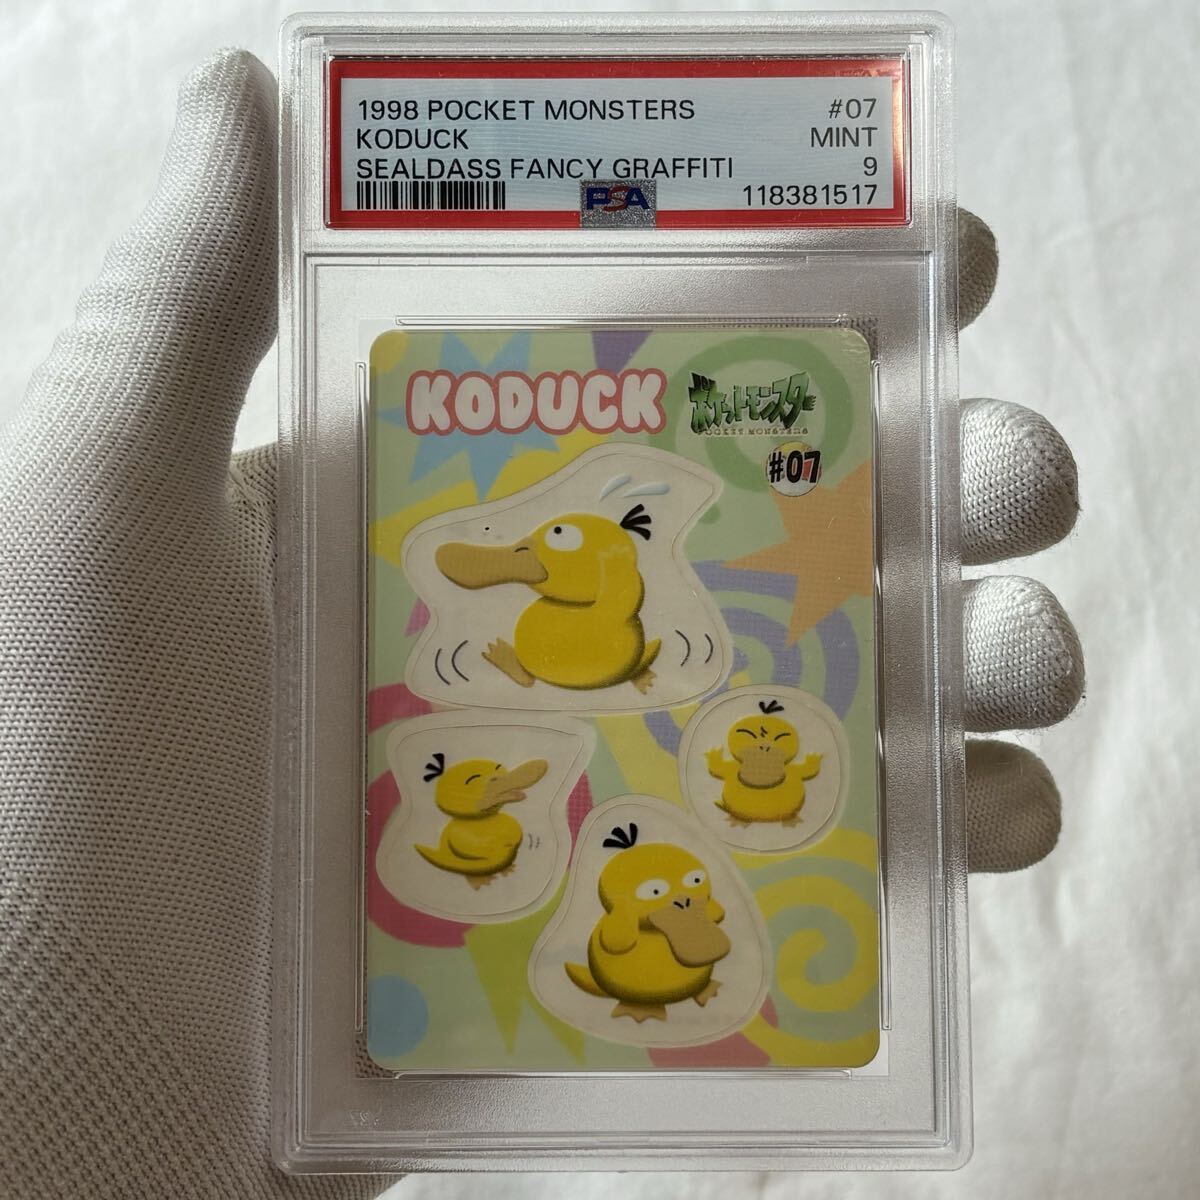 1998 POCKET MONSTERS #07
KODUCK MINT
SEALDASS FANCY GRAFFITI 9
PSA 118381517
KODUCK
ポケットモンスター
POCKET MONSTERS
#07